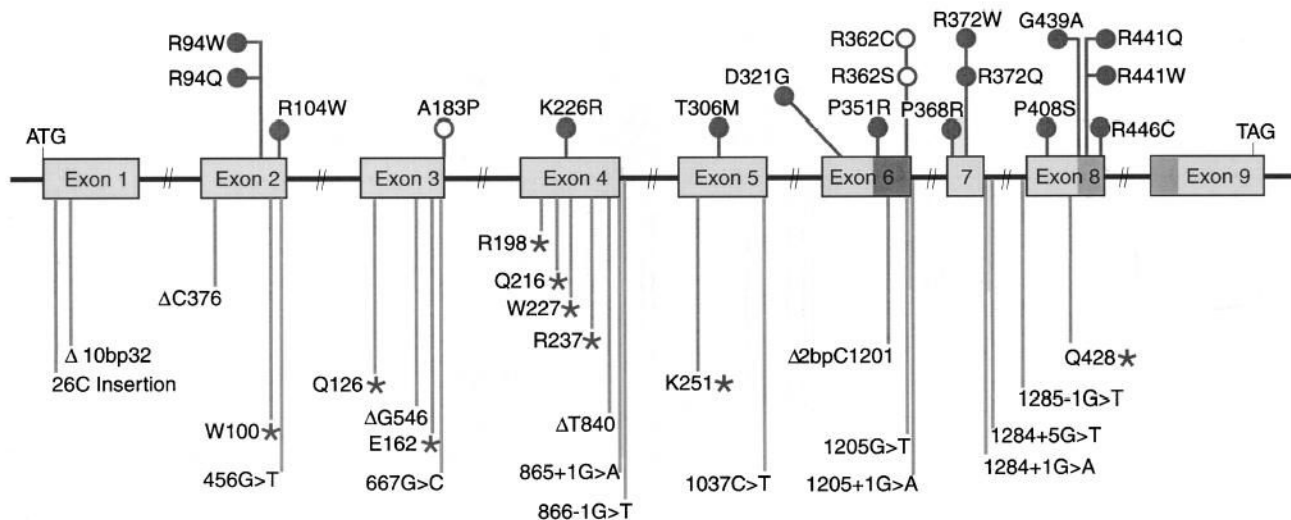 R94W
R94Q
R104W
A183P
K226R
T306M
D321G
R362C
R362S
P351R
R372W
R372Q
P368R
G439A
P408S
R441Q
R441W
R446C
ATG
TAG
Exon 1
Exon 2
Exon 3
Exon 4
Exon 5
Exon 6
7
Exon 8
Exon 9
Δ 10bp32
26C Insertion
ΔC376
W100*
456G>T
Q126*
ΔG546
E162*
667G>C
R198*
Q216*
W227*
R237*
ΔT840
865+1G>A
866-1G>T
K251*
1037C>T
Δ2bpC1201
1205G>T
1205+1G>A
1285-1G>T
1284+5G>T
1284+1G>A
Q428*